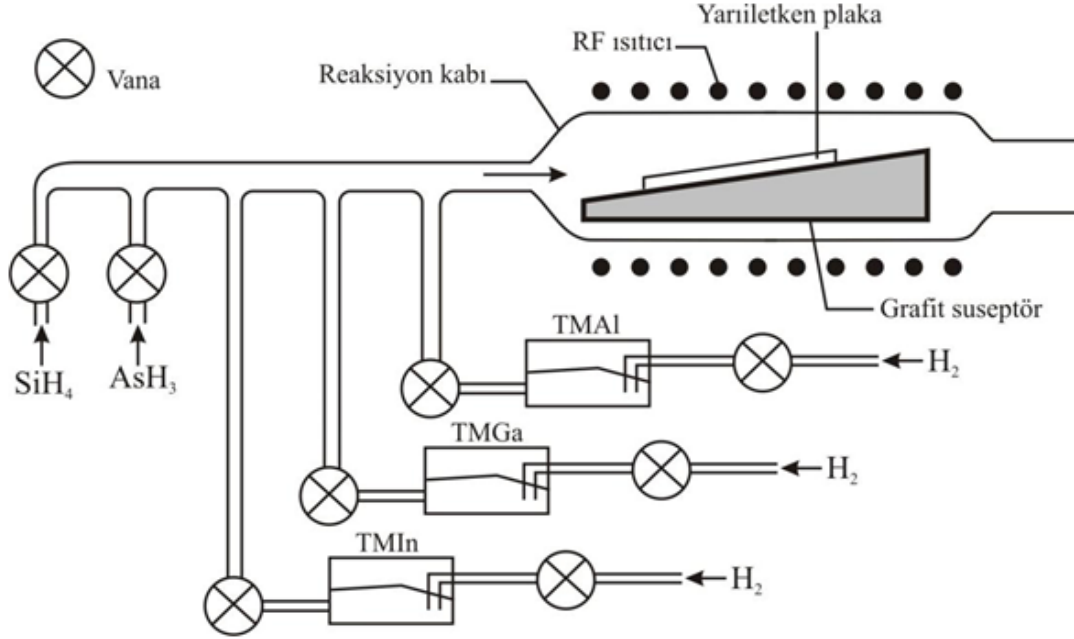 Yarıiletken plaka
RF ısıtıcı
Reaksiyon kabı
Vana
Grafit suseptör
TMAl
H₂
SiH₄
AsH₃
TMGa
H₂
TMIn
H₂